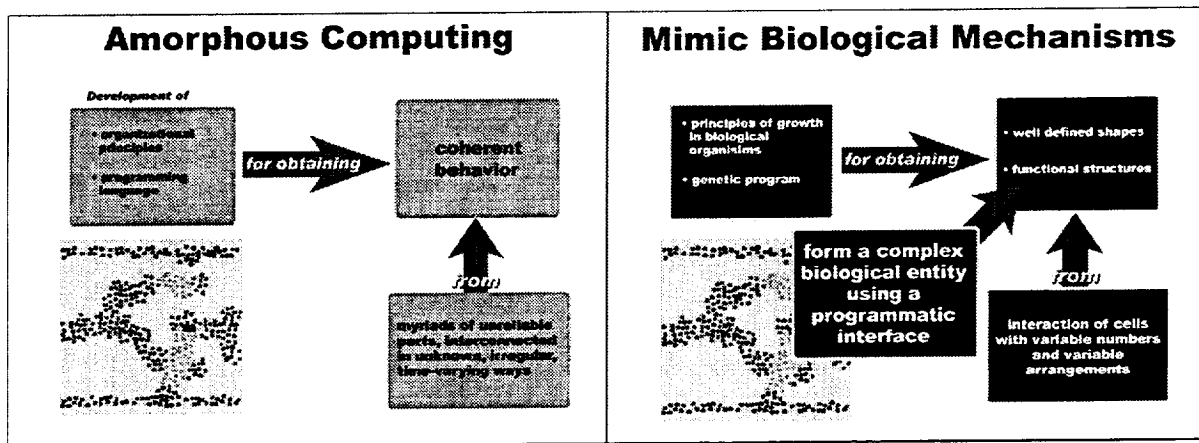 Amorphous Computing
Development of
• organizational
principles
• programming
language
for obtaining
coherent
behavior
from
myriads of unreliable
parts, interconnected
in unknown, irregular,
time-varying ways
Mimic Biological Mechanisms
• principles of growth
in biological
organisims
• genetic program
for obtaining
• well defined shapes
• functional structures
form a complex
biological entity
using a
programmatic
interface
from
interaction of cells
with variable numbers
and variable
arrangements